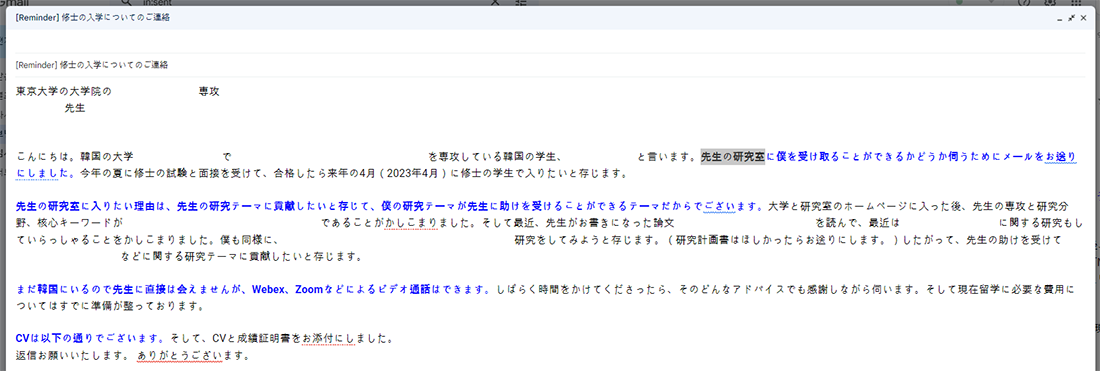 in:sent
[Reminder] 修士の入学についてのご連絡
[Reminder] 修士の入学についてのご連絡
東京大学の大学院の 専攻
先生
こんにちは。韓国の大学 で を専攻している韓国の学生、 と言います。先生の研究室に僕を受け取ることができるかどうか伺うためにメールをお送り
にしました。今年の夏に修士の試験と面接を受けて、合格したら来年の4月 ( 2023年4月 ) に修士の学生で入りたいと存じます。
先生の研究室に入りたい理由は、先生の研究テーマに貢献したいと存じて、僕の研究テーマが先生に助けを受けることができるテーマだからでございます。大学と研究室のホームページに入った後、先生の専攻と研究分
野、核心キーワードが であることがかしこまりました。そして最近、先生がお書きになった論文 を読んで、最近は に関する研究もし
ていらっしゃることをかしこまりました。僕も同様に、 研究をしてみようと存じます。 ( 研究計画書はほしかったらお送りにします。 ) したがって、先生の助けを受けて
などに関する研究テーマに貢献したいと存じます。
まだ韓国にいるので先生に直接は会えませんが、Webex、Zoomなどによるビデオ通話はできます。しばらく時間をかけてくださったら、そのどんなアドバイスでも感謝しながら伺います。そして現在留学に必要な費用に
ついてはすでに準備が整っております。
CVは以下の通りでございます。そして、CVと成績証明書をお添付にしました。
返信お願いいたします。 ありがとうございます。